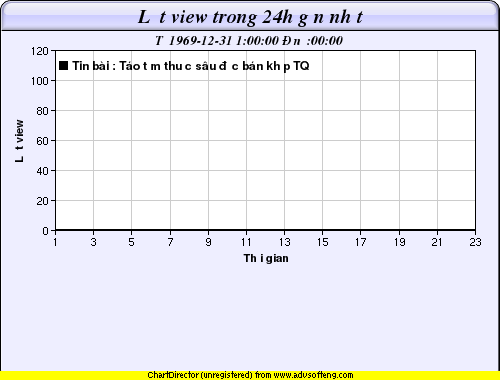 L t view trong 24h g n nh t
T 1969-12-31 1:00:00 Đ n :00:00
120
Tin bài : Táo t m thu c sâu đ c bán kh p TQ
100
80
60
40
20
0
L t view
1 3 5 7 9 11 13 15 17 19 21 23
Th i gian
ChartDirector (unregistered) from www.advsofteng.com